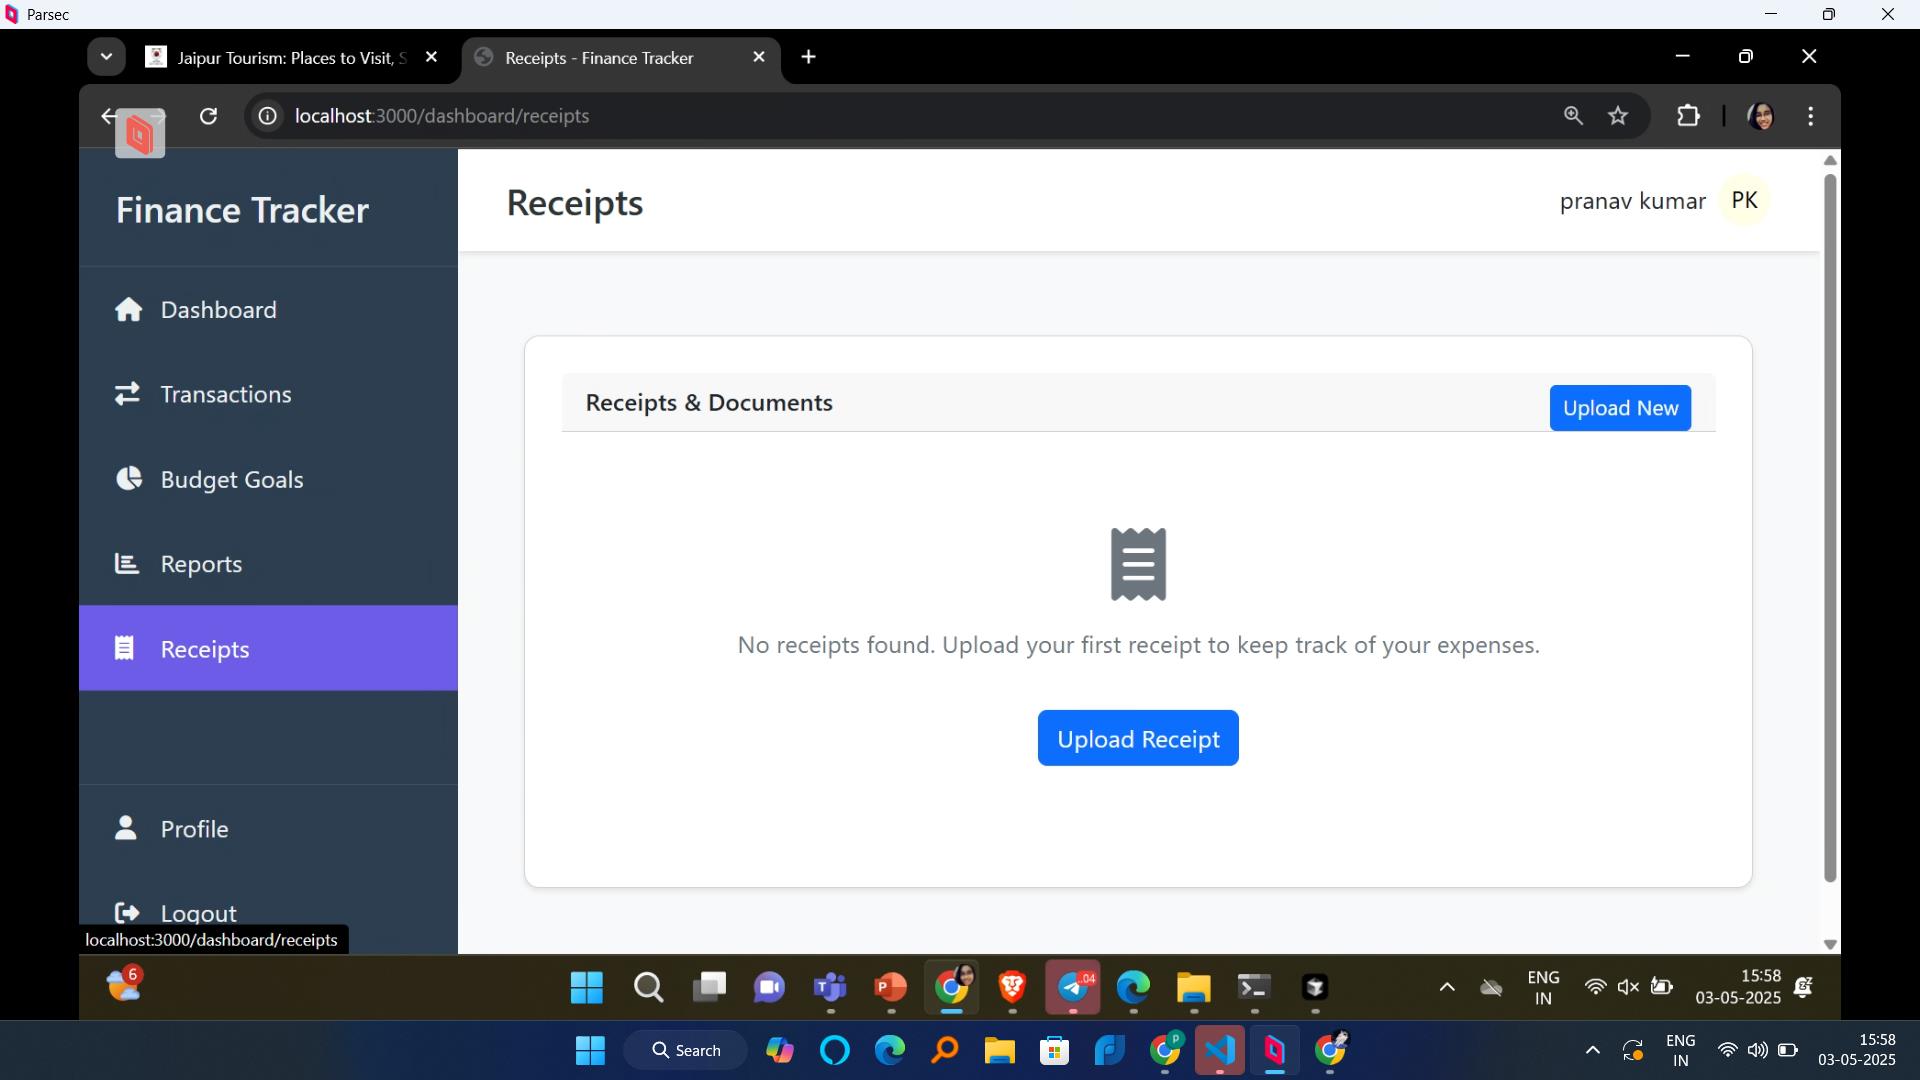 Parsec
Jaipur Tourism: Places to Visit, S
Receipts - Finance Tracker
localhost:3000/dashboard/receipts
Finance Tracker
Receipts
pranav kumar PK
Dashboard
Transactions
Budget Goals
Reports
Receipts
Profile
Logout
Receipts & Documents
Upload New
No receipts found. Upload your first receipt to keep track of your expenses.
Upload Receipt
localhost:3000/dashboard/receipts
6
T
P
..04
ENG
IN
15:58
03-05-2025
Search
P
ENG
IN
15:58
03-05-2025